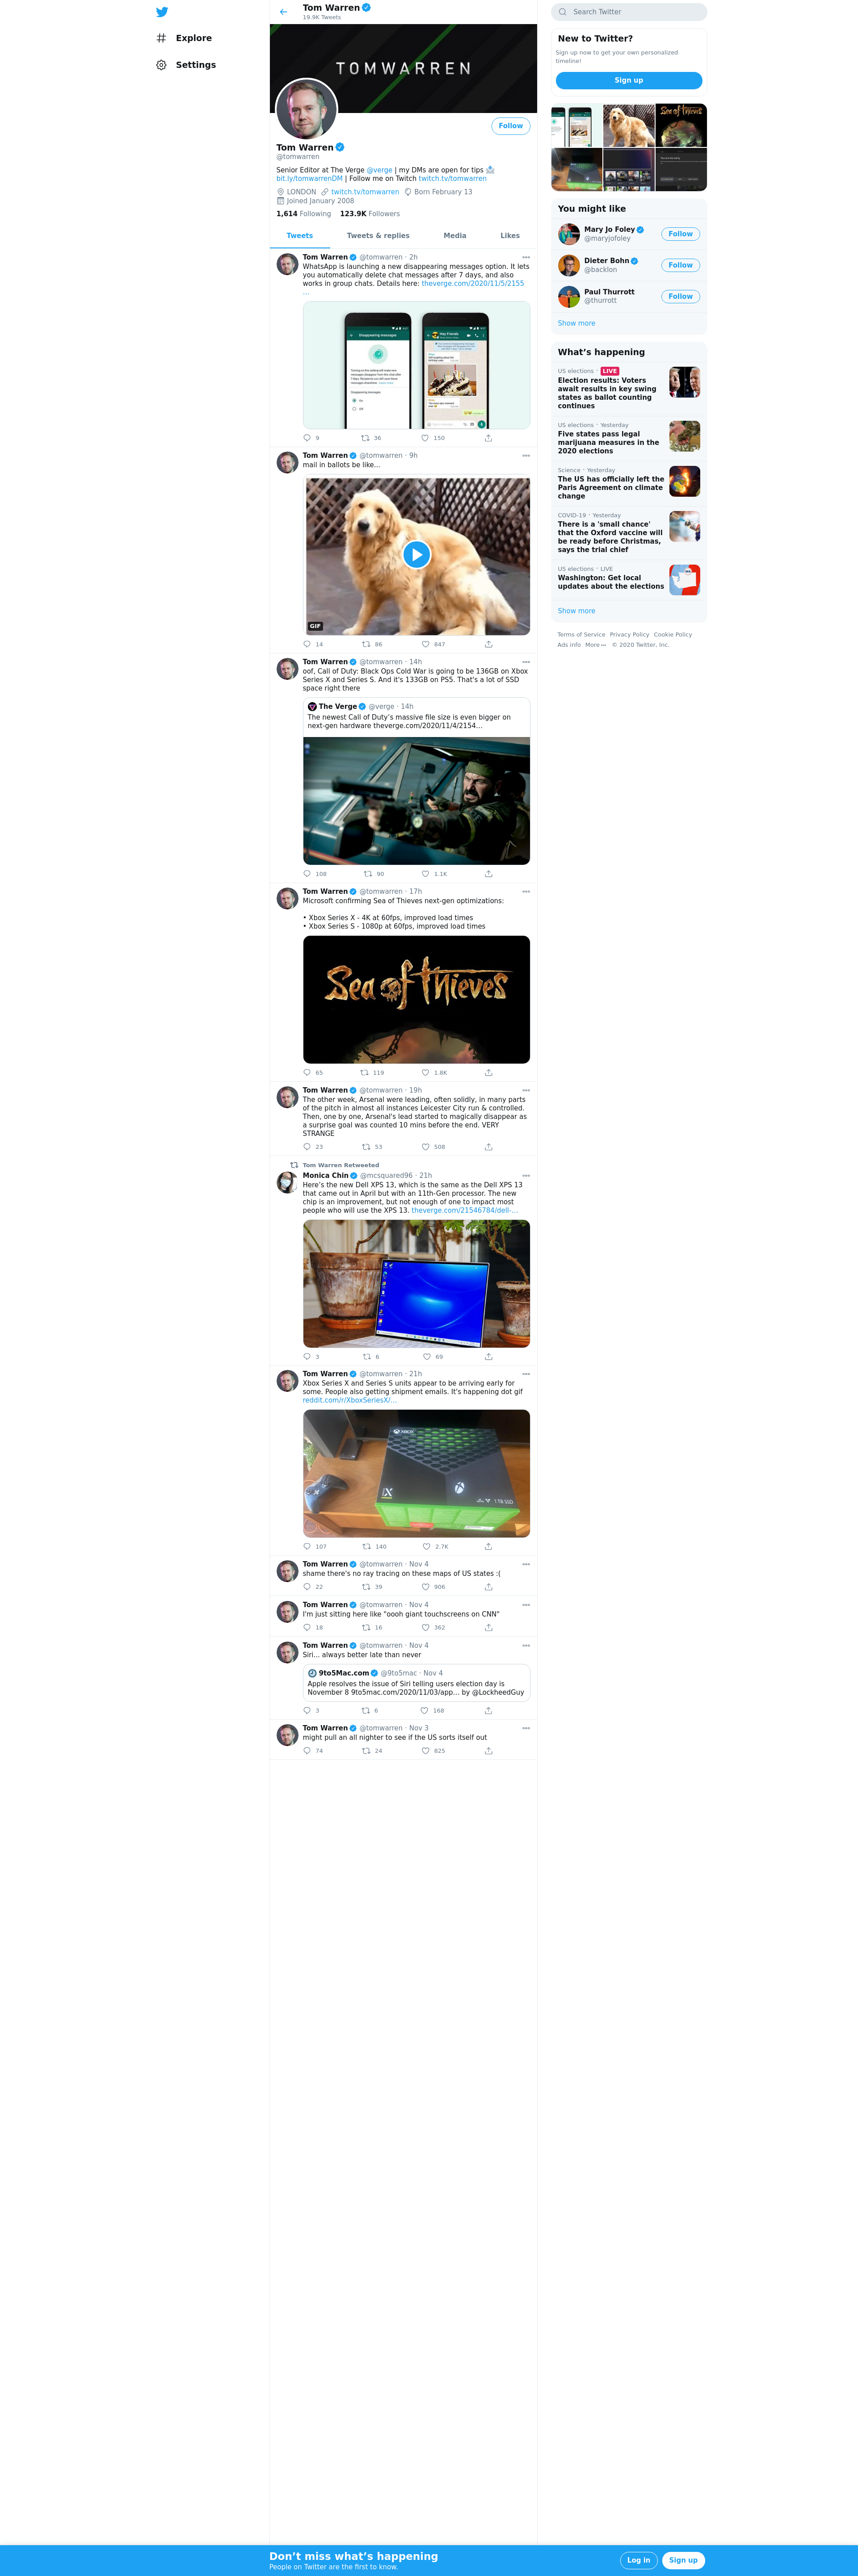 Explore
Settings
Tom Warren
19.9K Tweets
TOMWARREN
Follow
Tom Warren
@tomwarren
Senior Editor at The Verge @verge | my DMs are open for tips
bit.ly/tomwarrenDM | Follow me on Twitch twitch.tv/tomwarren
LONDON twitch.tv/tomwarren Born February 13
Joined January 2008
1,614 Following 123.9K Followers
Tweets Tweets & replies Media Likes
Tom Warren @tomwarren · 2h
WhatsApp is launching a new disappearing messages option. It lets
you automatically delete chat messages after 7 days, and also
works in group chats. Details here: theverge.com/2020/11/5/2155
…
Disappearing messages
9 36 150
Tom Warren @tomwarren · 9h
mail in ballots be like...
GIF
14 86 847
Tom Warren @tomwarren · 14h
oof, Call of Duty: Black Ops Cold War is going to be 136GB on Xbox
Series X and Series S. And it's 133GB on PS5. That's a lot of SSD
space right there
The Verge @verge · 14h
The newest Call of Duty’s massive file size is even bigger on
next-gen hardware theverge.com/2020/11/4/2154…
108 90 1.1K
Tom Warren @tomwarren · 17h
Microsoft confirming Sea of Thieves next-gen optimizations:
• Xbox Series X - 4K at 60fps, improved load times
• Xbox Series S - 1080p at 60fps, improved load times
Sea of Thieves
65 119 1.8K
Tom Warren @tomwarren · 19h
The other week, Arsenal were leading, often solidly, in many parts
of the pitch in almost all instances Leicester City run & controlled.
Then, one by one, Arsenal's lead started to magically disappear as
a surprise goal was counted 10 mins before the end. VERY
STRANGE
23 53 508
Tom Warren Retweeted
Monica Chin @mcsquared96 · 21h
Here’s the new Dell XPS 13, which is the same as the Dell XPS 13
that came out in April but with an 11th-Gen processor. The new
chip is an improvement, but not enough of one to impact most
people who will use the XPS 13. theverge.com/21546784/dell-…
3 6 69
Tom Warren @tomwarren · 21h
Xbox Series X and Series S units appear to be arriving early for
some. People also getting shipment emails. It's happening dot gif
reddit.com/r/XboxSeriesX/…
XBOX
1 TB SSD
107 140 2.7K
Tom Warren @tomwarren · Nov 4
shame there's no ray tracing on these maps of US states :(
22 39 906
Tom Warren @tomwarren · Nov 4
I'm just sitting here like "oooh giant touchscreens on CNN"
18 16 362
Tom Warren @tomwarren · Nov 4
Siri... always better late than never
9to5Mac.com @9to5mac · Nov 4
Apple resolves the issue of Siri telling users election day is
November 8 9to5mac.com/2020/11/03/app… by @LockheedGuy
3 6 168
Tom Warren @tomwarren · Nov 3
might pull an all nighter to see if the US sorts itself out
74 24 825
Search Twitter
New to Twitter?
Sign up now to get your own personalized
timeline!
Sign up
Sea of Thieves
You might like
Mary Jo Foley
@maryjofoley
Follow
Dieter Bohn
@backlon
Follow
Paul Thurrott
@thurrott
Follow
Show more
What’s happening
US elections · LIVE
Election results: Voters
await results in key swing
states as ballot counting
continues
US elections · Yesterday
Five states pass legal
marijuana measures in the
2020 elections
Science · Yesterday
The US has officially left the
Paris Agreement on climate
change
COVID-19 · Yesterday
There is a 'small chance'
that the Oxford vaccine will
be ready before Christmas,
says the trial chief
US elections · LIVE
Washington: Get local
updates about the elections
Show more
Terms of Service Privacy Policy Cookie Policy
Ads info More © 2020 Twitter, Inc.
Don’t miss what’s happening
People on Twitter are the first to know.
Log in Sign up